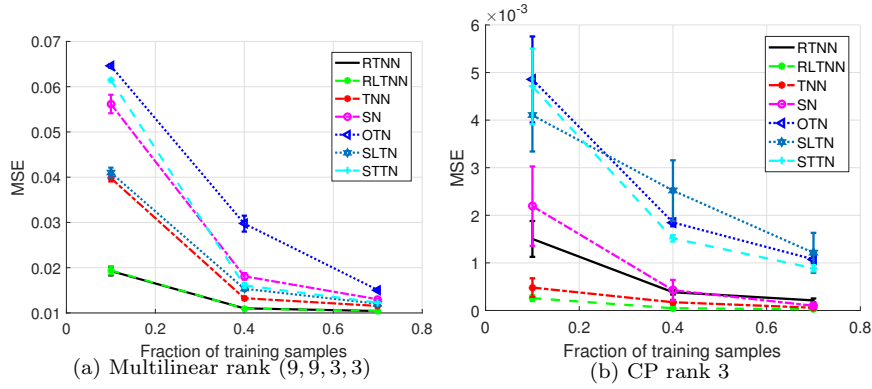 0.07
0.06
0.05
0.04
0.03
0.02
0.01
MSE
0
0.2
0.4
0.6
0.8
Fraction of training samples
RTNN
RLTNN
TNN
SN
OTN
SLTN
STTN
(a) Multilinear rank (9, 9, 3, 3)
×10⁻³
6
5
4
3
2
1
0
MSE
0
0.2
0.4
0.6
0.8
Fraction of training samples
RTNN
RLTNN
TNN
SN
OTN
SLTN
STTN
(b) CP rank 3